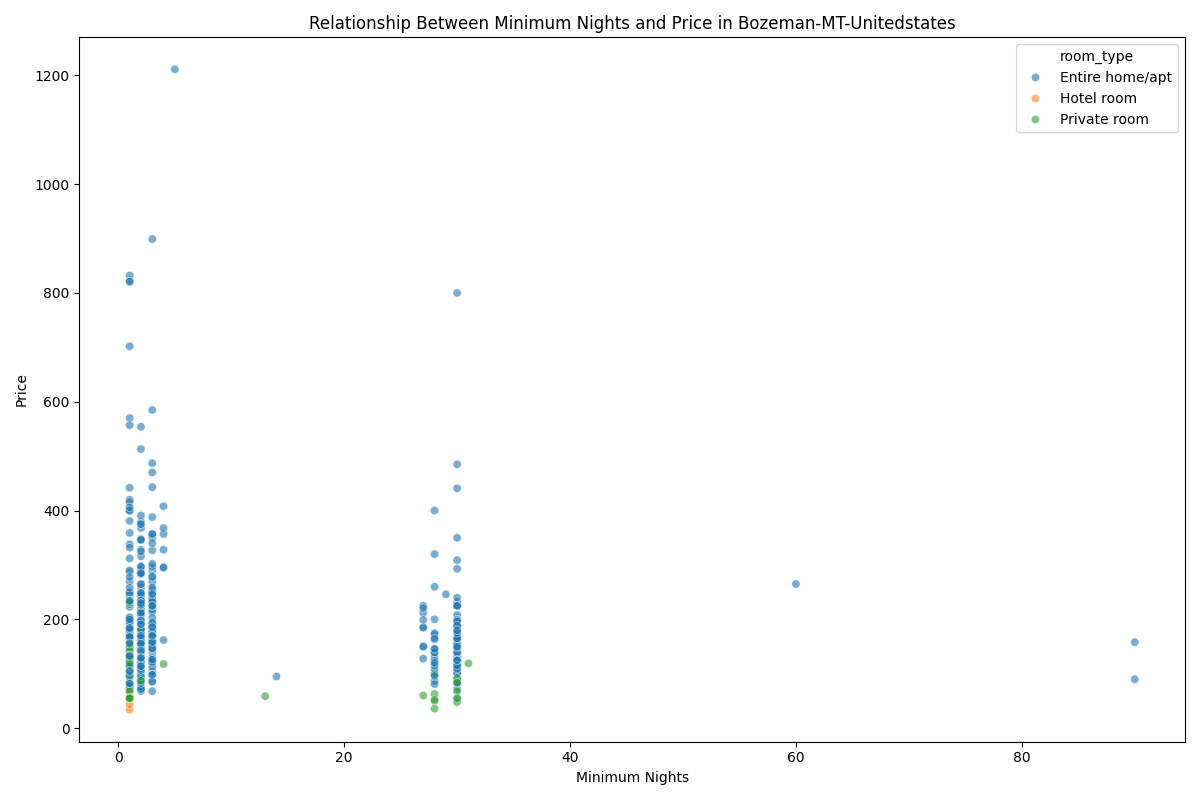 Relationship Between Minimum Nights and Price in Bozeman-MT-Unitedstates
room_type
Entire home/apt
Hotel room
Private room
1200
1000
800
600
400
200
0
Price
0 20 40 60 80
Minimum Nights